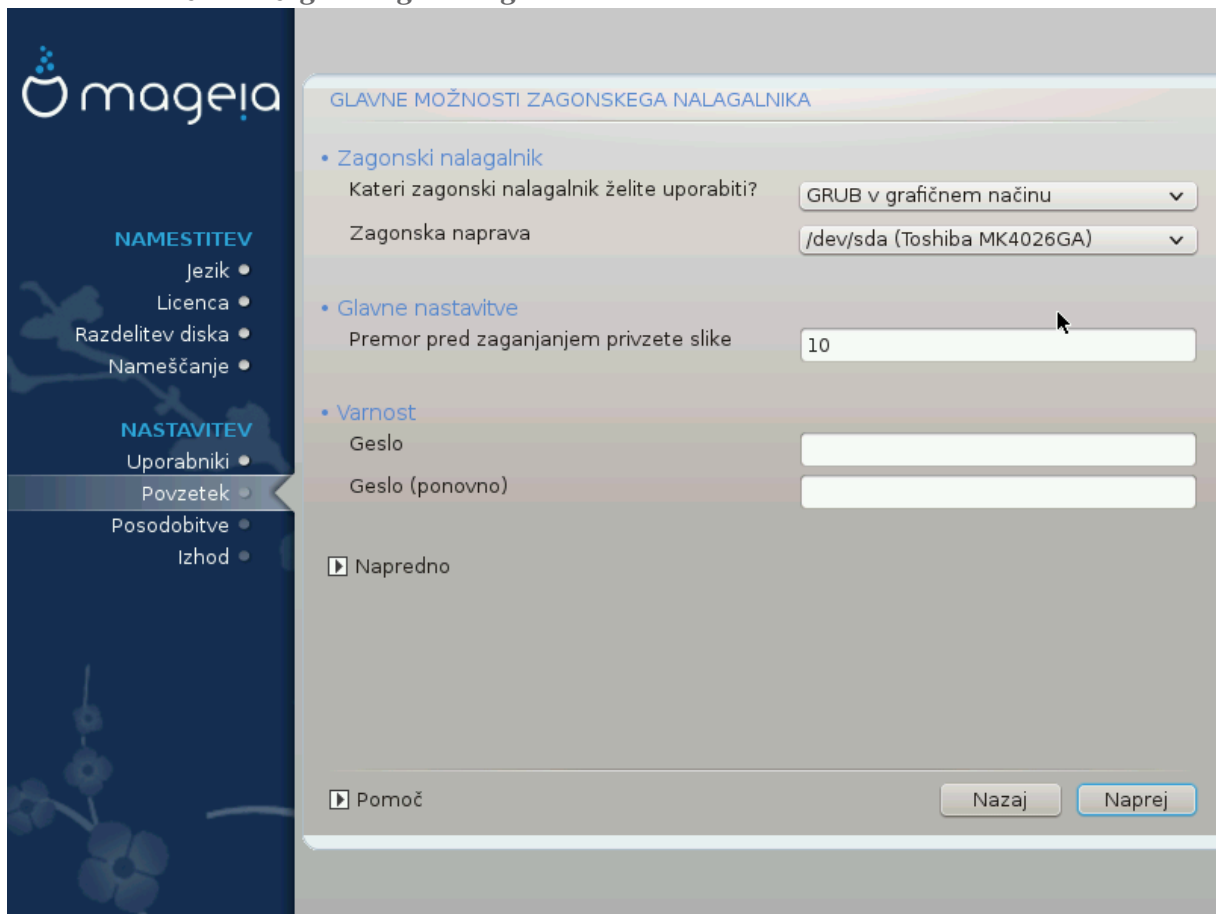 mageia
GLAVNE MOŽNOSTI ZAGONSKEGA NALAGALNIKA
• Zagonski nalagalnik
Kateri zagonski nalagalnik želite uporabiti?
GRUB v grafičnem načinu
Zagonska naprava
/dev/sda (Toshiba MK4026GA)
• Glavne nastavitve
Premor pred zaganjanjem privzete slike
10
• Varnost
Geslo
Geslo (ponovno)
Napredno
Pomoč
Nazaj
Naprej
NAMESTITEV
Jezik
Licenca
Razdelitev diska
Nameščanje
NASTAVITEV
Uporabniki
Povzetek
Posodobitve
Izhod